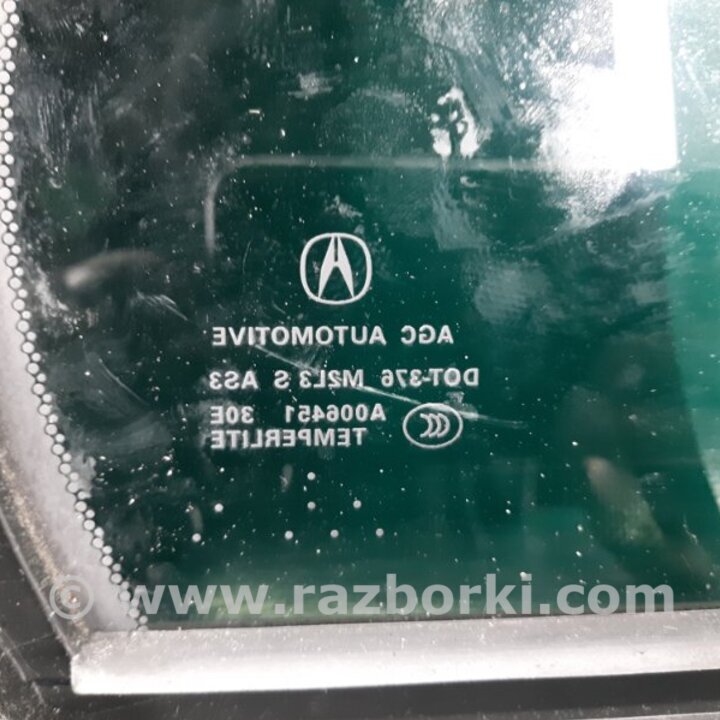 AGC AUTOMOTIVE
DOT-376 M2L3 S AS3
A006451 30E
TEMPERLITE
© www.razborki.com